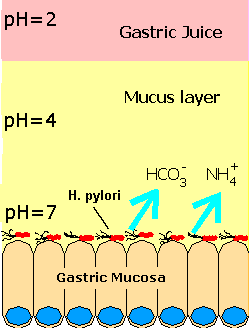 pH=2
Gastric Juice
Mucus layer
pH=4
HCO₃⁻ NH₄⁺
H. pylori
pH=7
Gastric Mucosa